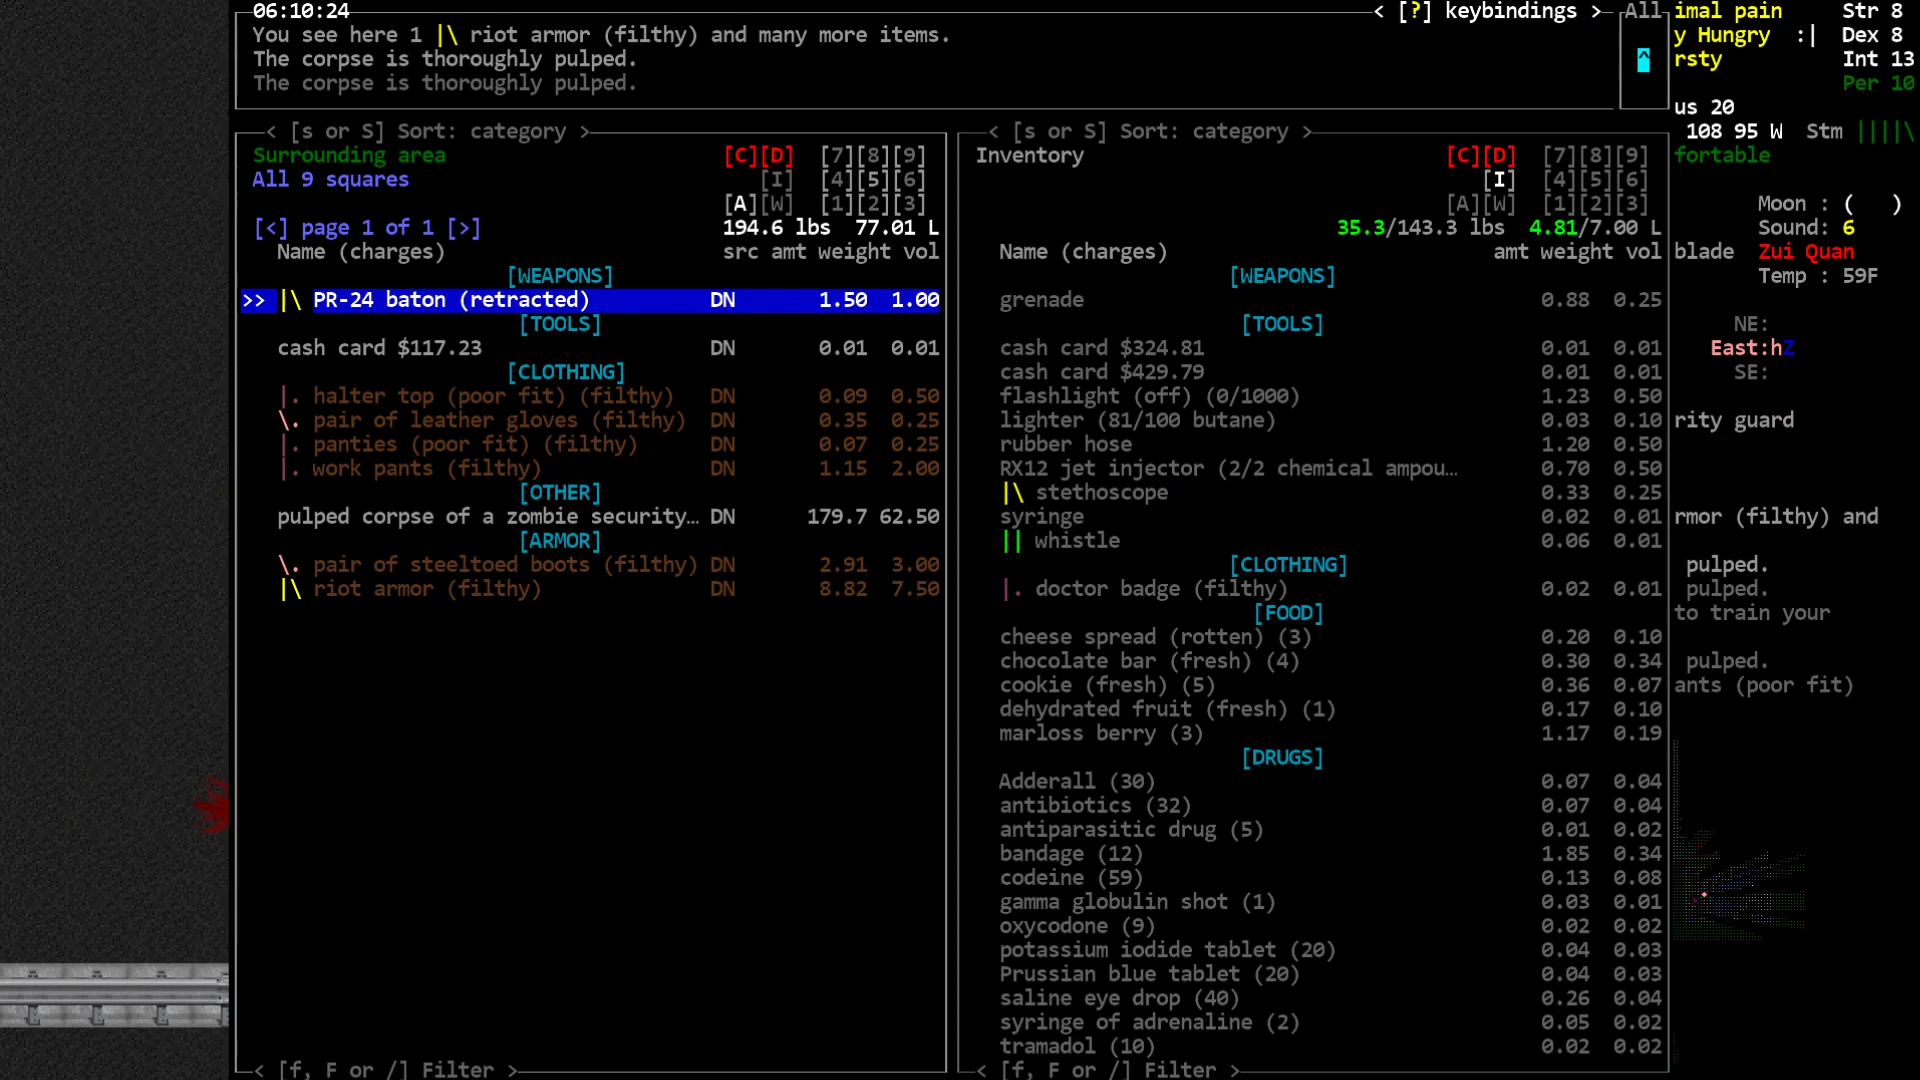 06:10:24
< [?] keybindings >
You see here 1 |\ riot armor (filthy) and many more items.
The corpse is thoroughly pulped.
The corpse is thoroughly pulped.
All
^
< [s or S] Sort: category >
Surrounding area [C][D] [7][8][9]
All 9 squares [I] [4][5][6]
[A][W] [1][2][3]
[<] page 1 of 1 [>] 194.6 lbs 77.01 L
Name (charges) src amt weight vol
[WEAPONS]
>> |\ PR-24 baton (retracted) DN 1.50 1.00
[TOOLS]
cash card $117.23 DN 0.01 0.01
[CLOTHING]
|. halter top (poor fit) (filthy) DN 0.09 0.50
\. pair of leather gloves (filthy) DN 0.35 0.25
|. panties (poor fit) (filthy) DN 0.07 0.25
|. work pants (filthy) DN 1.15 2.00
[OTHER]
pulped corpse of a zombie security… DN 179.7 62.50
[ARMOR]
\. pair of steeltoed boots (filthy) DN 2.91 3.00
|\ riot armor (filthy) DN 8.82 7.50
< [f, F or /] Filter >
< [s or S] Sort: category >
Inventory [C][D] [7][8][9]
[I] [4][5][6]
[A][W] [1][2][3]
35.3/143.3 lbs 4.81/7.00 L
Name (charges) amt weight vol
[WEAPONS]
grenade 0.88 0.25
[TOOLS]
cash card $324.81 0.01 0.01
cash card $429.79 0.01 0.01
flashlight (off) (0/1000) 1.23 0.50
lighter (81/100 butane) 0.03 0.10
rubber hose 1.20 0.50
RX12 jet injector (2/2 chemical ampou… 0.70 0.50
|\ stethoscope 0.33 0.25
syringe 0.02 0.01
|| whistle 0.06 0.01
[CLOTHING]
|. doctor badge (filthy) 0.02 0.01
[FOOD]
cheese spread (rotten) (3) 0.20 0.10
chocolate bar (fresh) (4) 0.30 0.34
cookie (fresh) (5) 0.36 0.07
dehydrated fruit (fresh) (1) 0.17 0.10
marloss berry (3) 1.17 0.19
[DRUGS]
Adderall (30) 0.07 0.04
antibiotics (32) 0.07 0.04
antiparasitic drug (5) 0.01 0.02
bandage (12) 1.85 0.34
codeine (59) 0.13 0.08
gamma globulin shot (1) 0.03 0.01
oxycodone (9) 0.02 0.02
potassium iodide tablet (20) 0.04 0.03
Prussian blue tablet (20) 0.04 0.03
saline eye drop (40) 0.26 0.04
syringe of adrenaline (2) 0.05 0.02
tramadol (10) 0.02 0.02
< [f, F or /] Filter >
imal pain Str 8
y Hungry :| Dex 8
rsty Int 13
Per 10
us 20
108 95 W Stm ||||\
fortable
Moon : ( )
Sound: 6
blade Zui Quan
Temp : 59F
NE:
East:hZ
SE:
rity guard
rmor (filthy) and
pulped.
pulped.
to train your
pulped.
ants (poor fit)